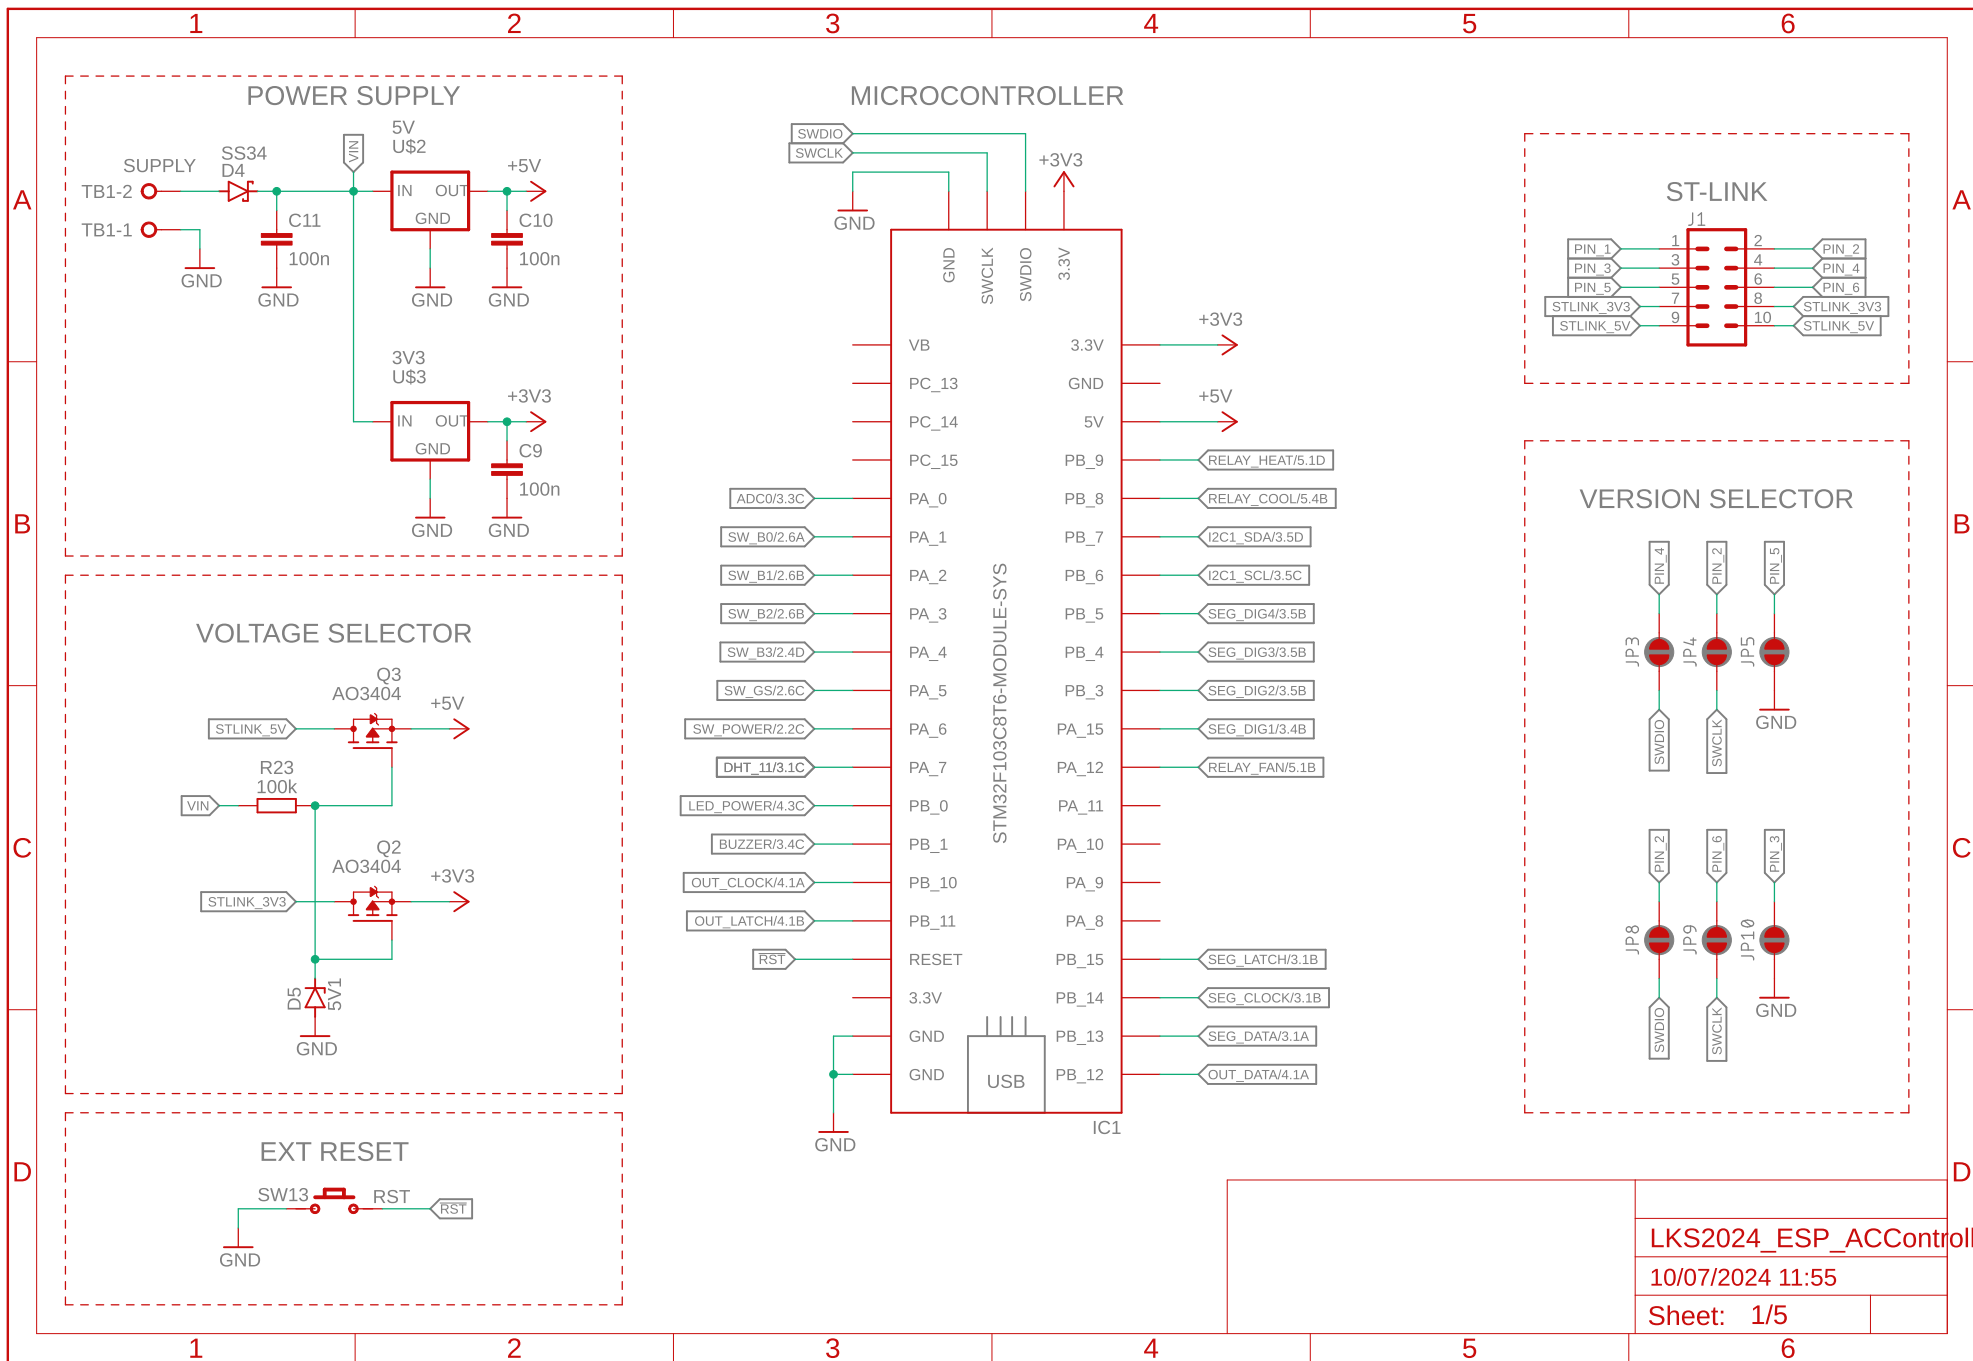 1 2 3 4 5 6
A
B
C
D
POWER SUPPLY
SUPPLY
TB1-2
TB1-1
GND
SS34
D4
C11
100n
GND
VIN
5V
U$2
IN OUT
GND
GND
+5V
C10
100n
GND
3V3
U$3
IN OUT
GND
GND
+3V3
C9
100n
GND
VOLTAGE SELECTOR
Q3
AO3404
+5V
STLINK_5V
R23
100k
VIN
Q2
AO3404
+3V3
STLINK_3V3
D5
5V1
GND
EXT RESET
SW13 RST
RST
GND
MICROCONTROLLER
SWDIO
SWCLK
+3V3
GND
GND
SWCLK
SWDIO
3.3V
VB
PC_13
PC_14
PC_15
ADC0/3.3C PA_0
SW_B0/2.6A PA_1
SW_B1/2.6B PA_2
SW_B2/2.6B PA_3
SW_B3/2.4D PA_4
SW_GS/2.6C PA_5
SW_POWER/2.2C PA_6
DHT_11/3.1C PA_7
LED_POWER/4.3C PB_0
BUZZER/3.4C PB_1
OUT_CLOCK/4.1A PB_10
OUT_LATCH/4.1B PB_11
RST RESET
3.3V
GND
GND
GND
STM32F103C8T6-MODULE-SYS
USB
IC1
+3V3
3.3V
GND
+5V
5V
PB_9 RELAY_HEAT/5.1D
PB_8 RELAY_COOL/5.4B
PB_7 I2C1_SDA/3.5D
PB_6 I2C1_SCL/3.5C
PB_5 SEG_DIG4/3.5B
PB_4 SEG_DIG3/3.5B
PB_3 SEG_DIG2/3.5B
PA_15 SEG_DIG1/3.4B
PA_12 RELAY_FAN/5.1B
PA_11
PA_10
PA_9
PA_8
PB_15 SEG_LATCH/3.1B
PB_14 SEG_CLOCK/3.1B
PB_13 SEG_DATA/3.1A
PB_12 OUT_DATA/4.1A
ST-LINK
J1
PIN_1 1 2 PIN_2
PIN_3 3 4 PIN_4
PIN_5 5 6 PIN_6
STLINK_3V3 7 8 STLINK_3V3
STLINK_5V 9 10 STLINK_5V
VERSION SELECTOR
PIN_4 PIN_2 PIN_5
JP3 JP4 JP5
SWDIO SWCLK GND
PIN_2 PIN_6 PIN_3
JP8 JP9 JP10
SWDIO SWCLK GND
LKS2024_ESP_ACControll
10/07/2024 11:55
Sheet: 1/5
A
B
C
D
1 2 3 4 5 6